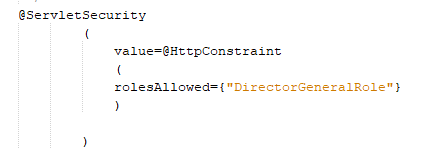 @ServletSecurity
(
value=@HttpConstraint
(
rolesAllowed={"DirectorGeneralRole"}
)
)